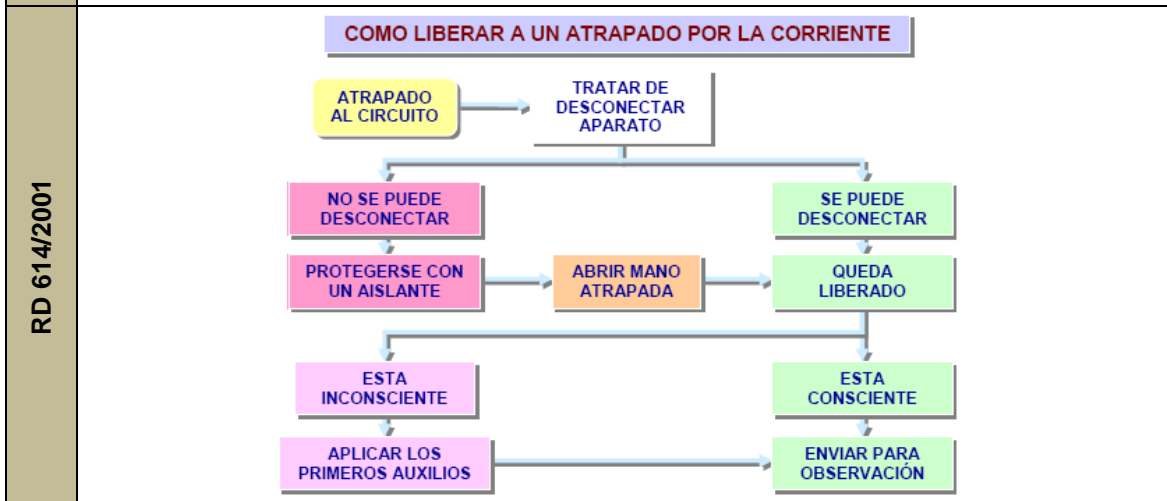 RD 614/2001
COMO LIBERAR A UN ATRAPADO POR LA CORRIENTE
ATRAPADO
AL CIRCUITO
TRATAR DE
DESCONECTAR
APARATO
NO SE PUEDE
DESCONECTAR
SE PUEDE
DESCONECTAR
PROTEGERSE CON
UN AISLANTE
ABRIR MANO
ATRAPADA
QUEDA
LIBERADO
ESTA
INCONSCIENTE
ESTA
CONSCIENTE
APLICAR LOS
PRIMEROS AUXILIOS
ENVIAR PARA
OBSERVACIÓN